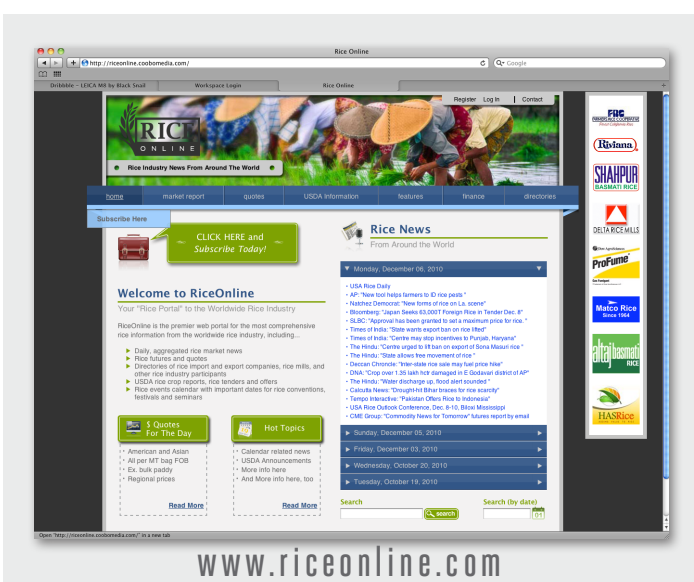 Rice Online
http://riceonline.coobomedia.com/
Google
Dribbble - LEICA M8 by Black Snail
Workspace Login
Rice Online
Register Log In | Contact
RICE
ONLINE
Rice Industry News From Around The World
home
market report
quotes
USDA Information
features
finance
directories
Subscribe Here
CLICK HERE and
Subscribe Today!
Welcome to RiceOnline
Your "Rice Portal" to the Worldwide Rice Industry
RiceOnline is the premier web portal for the most comprehensive
rice information from the worldwide rice industry, including...
Daily, aggregated rice market news
Rice futures and quotes
Directories of rice import and export companies, rice mills, and
other rice industry participants
USDA rice crop reports, rice tenders and offers
Rice events calendar with important dates for rice conventions,
festivals and seminars
$ Quotes
For The Day
American and Asian
All per MT bag FOB
Ex. bulk paddy
Regional prices
Read More
Hot Topics
Calendar related news
USDA Announcements
More info here
And More info here, too
Read More
Rice News
From Around the World
Monday, December 06, 2010
USA Rice Daily
AP: "New tool helps farmers to ID rice pests "
Natchez Democrat: "New forms of rice on La. scene"
Bloomberg: "Japan Seeks 63,000T Foreign Rice in Tender Dec. 8"
SLBC: "Approval has been granted to set a maximum price for rice. "
Times of India: "State wants export ban on rice lifted"
Times of India: "Centre may stop incentives to Punjab, Haryana"
The Hindu: "Centre urged to lift ban on export of Sona Masuri rice "
The Hindu: "State allows free movement of rice "
Deccan Chroncle: "Inter-state rice sale may fuel price hike"
DNA: "Crop over 1.35 lakh hctr damaged in E Godavari district of AP"
The Hindu: "Water discharge up, flood alert sounded "
Calcutta News: "Drought-hit Bihar braces for rice scarcity"
Tempo Interactive: "Pakistan Offers Rice to Indonesia"
USA Rice Outlook Conference, Dec. 8-10, Biloxi Mississippi
CME Group: "Commodity News for Tomorrow" futures report by email
Sunday, December 05, 2010
Friday, December 03, 2010
Wednesday, October 20, 2010
Tuesday, October 19, 2010
Search
search
Search (by date)
01
FRC
FARMERS' RICE COOPERATIVE
Riviana
SHAHPUR
BASMATI RICE
DELTA RICE MILLS
Dow AgroSciences
ProFume
Matco Rice
Since 1964
altaj basmati
RICE
HASRice
Open "http://riceonline.coobomedia.com/" in a new tab
www.riceonline.com